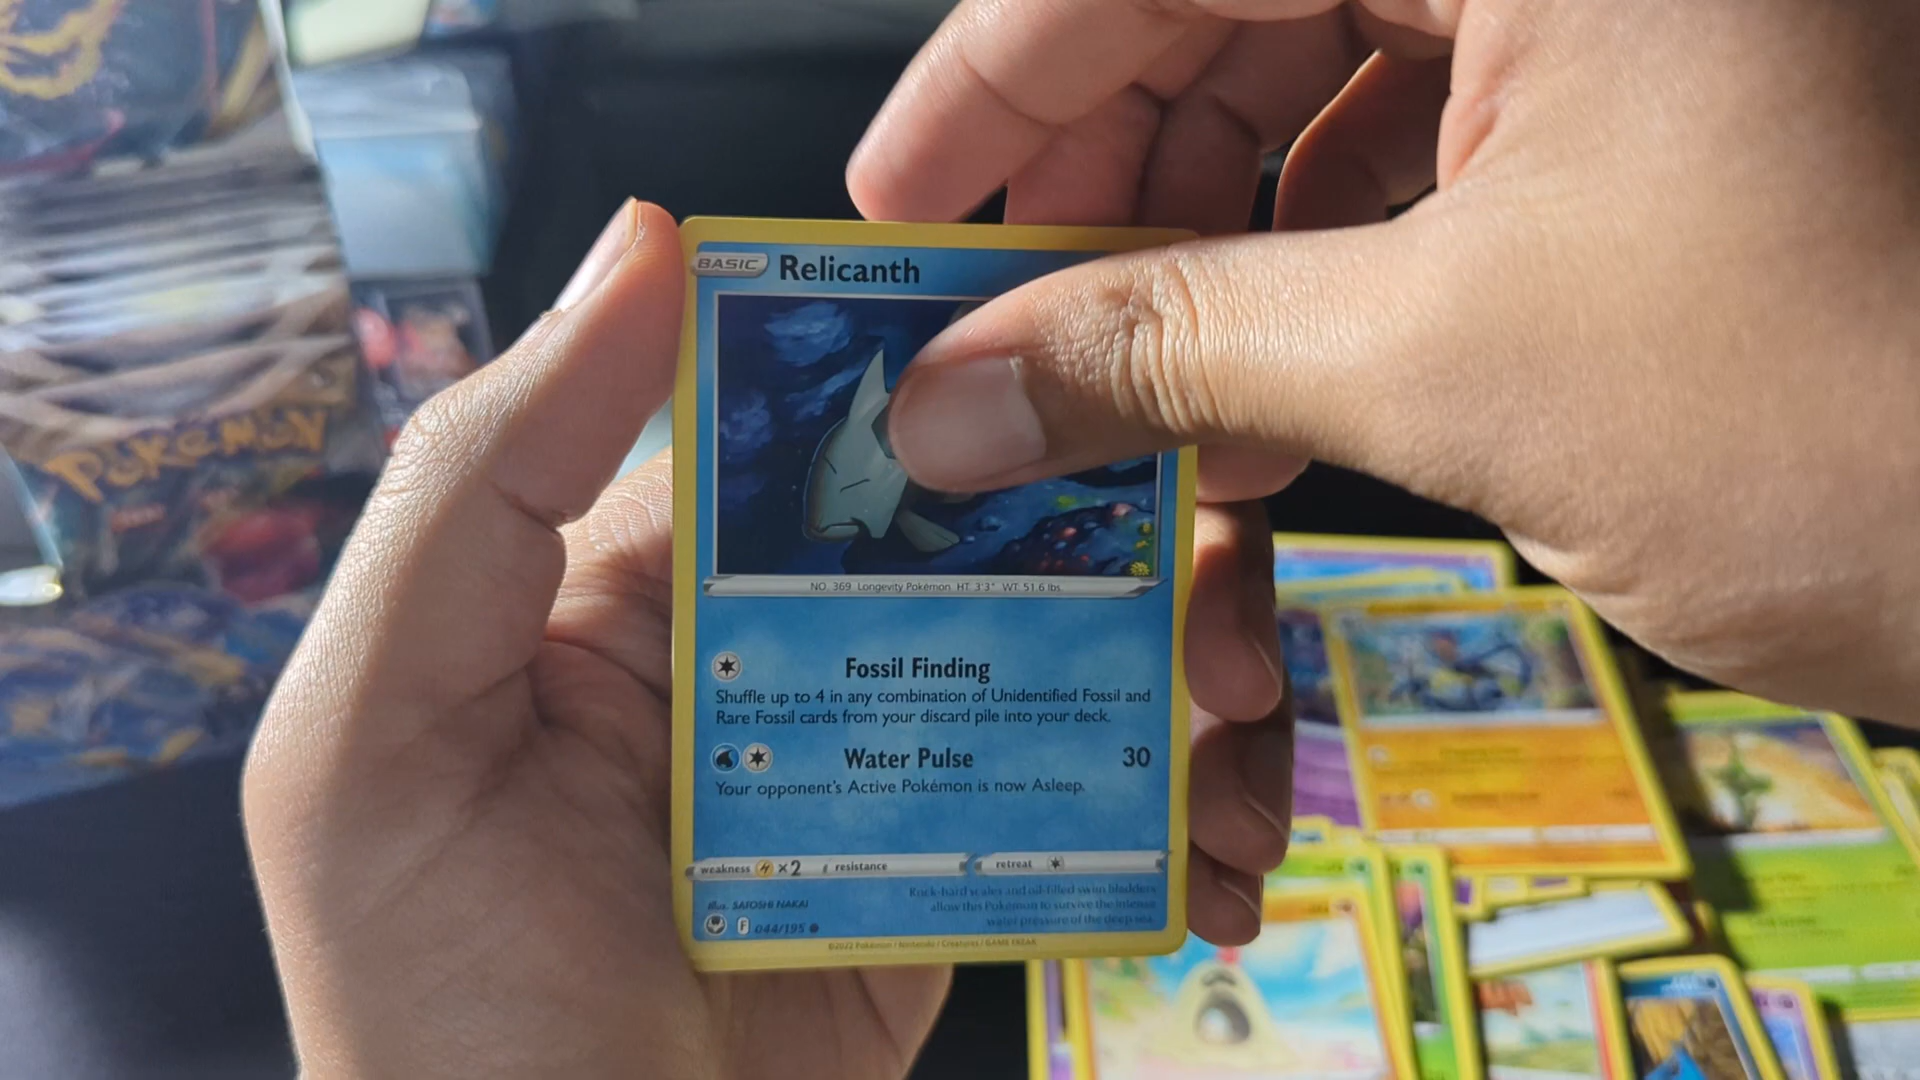 POKÉMON
BASIC Relicanth
NO. 369 Longevity Pokémon HT: 3'3" WT: 51.6 lbs.
Fossil Finding
Shuffle up to 4 in any combination of Unidentified Fossil and
Rare Fossil cards from your discard pile into your deck.
Water Pulse 30
Your opponent's Active Pokémon is now Asleep.
weakness ×2 resistance retreat
Rock-hard scales and oil-filled swim bladders
allow this Pokémon to survive the intense
water pressure of the deep sea.
Illus. SATOSHI NAKAI
F 044/195
©2022 Pokémon / Nintendo / Creatures / GAME FREAK